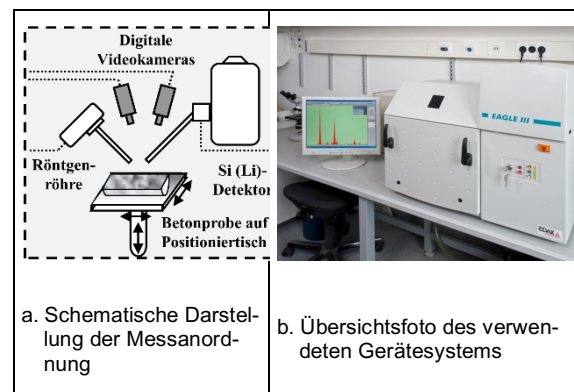 Digitale
Videokameras
Röntgen-
röhre
Si (Li)-
Detektor
Betonprobe auf
Positioniertisch
EAGLE III
EDAX
a. Schematische Darstel-
lung der Messanord-
nung
b. Übersichtsfoto des verwen-
deten Gerätesystems